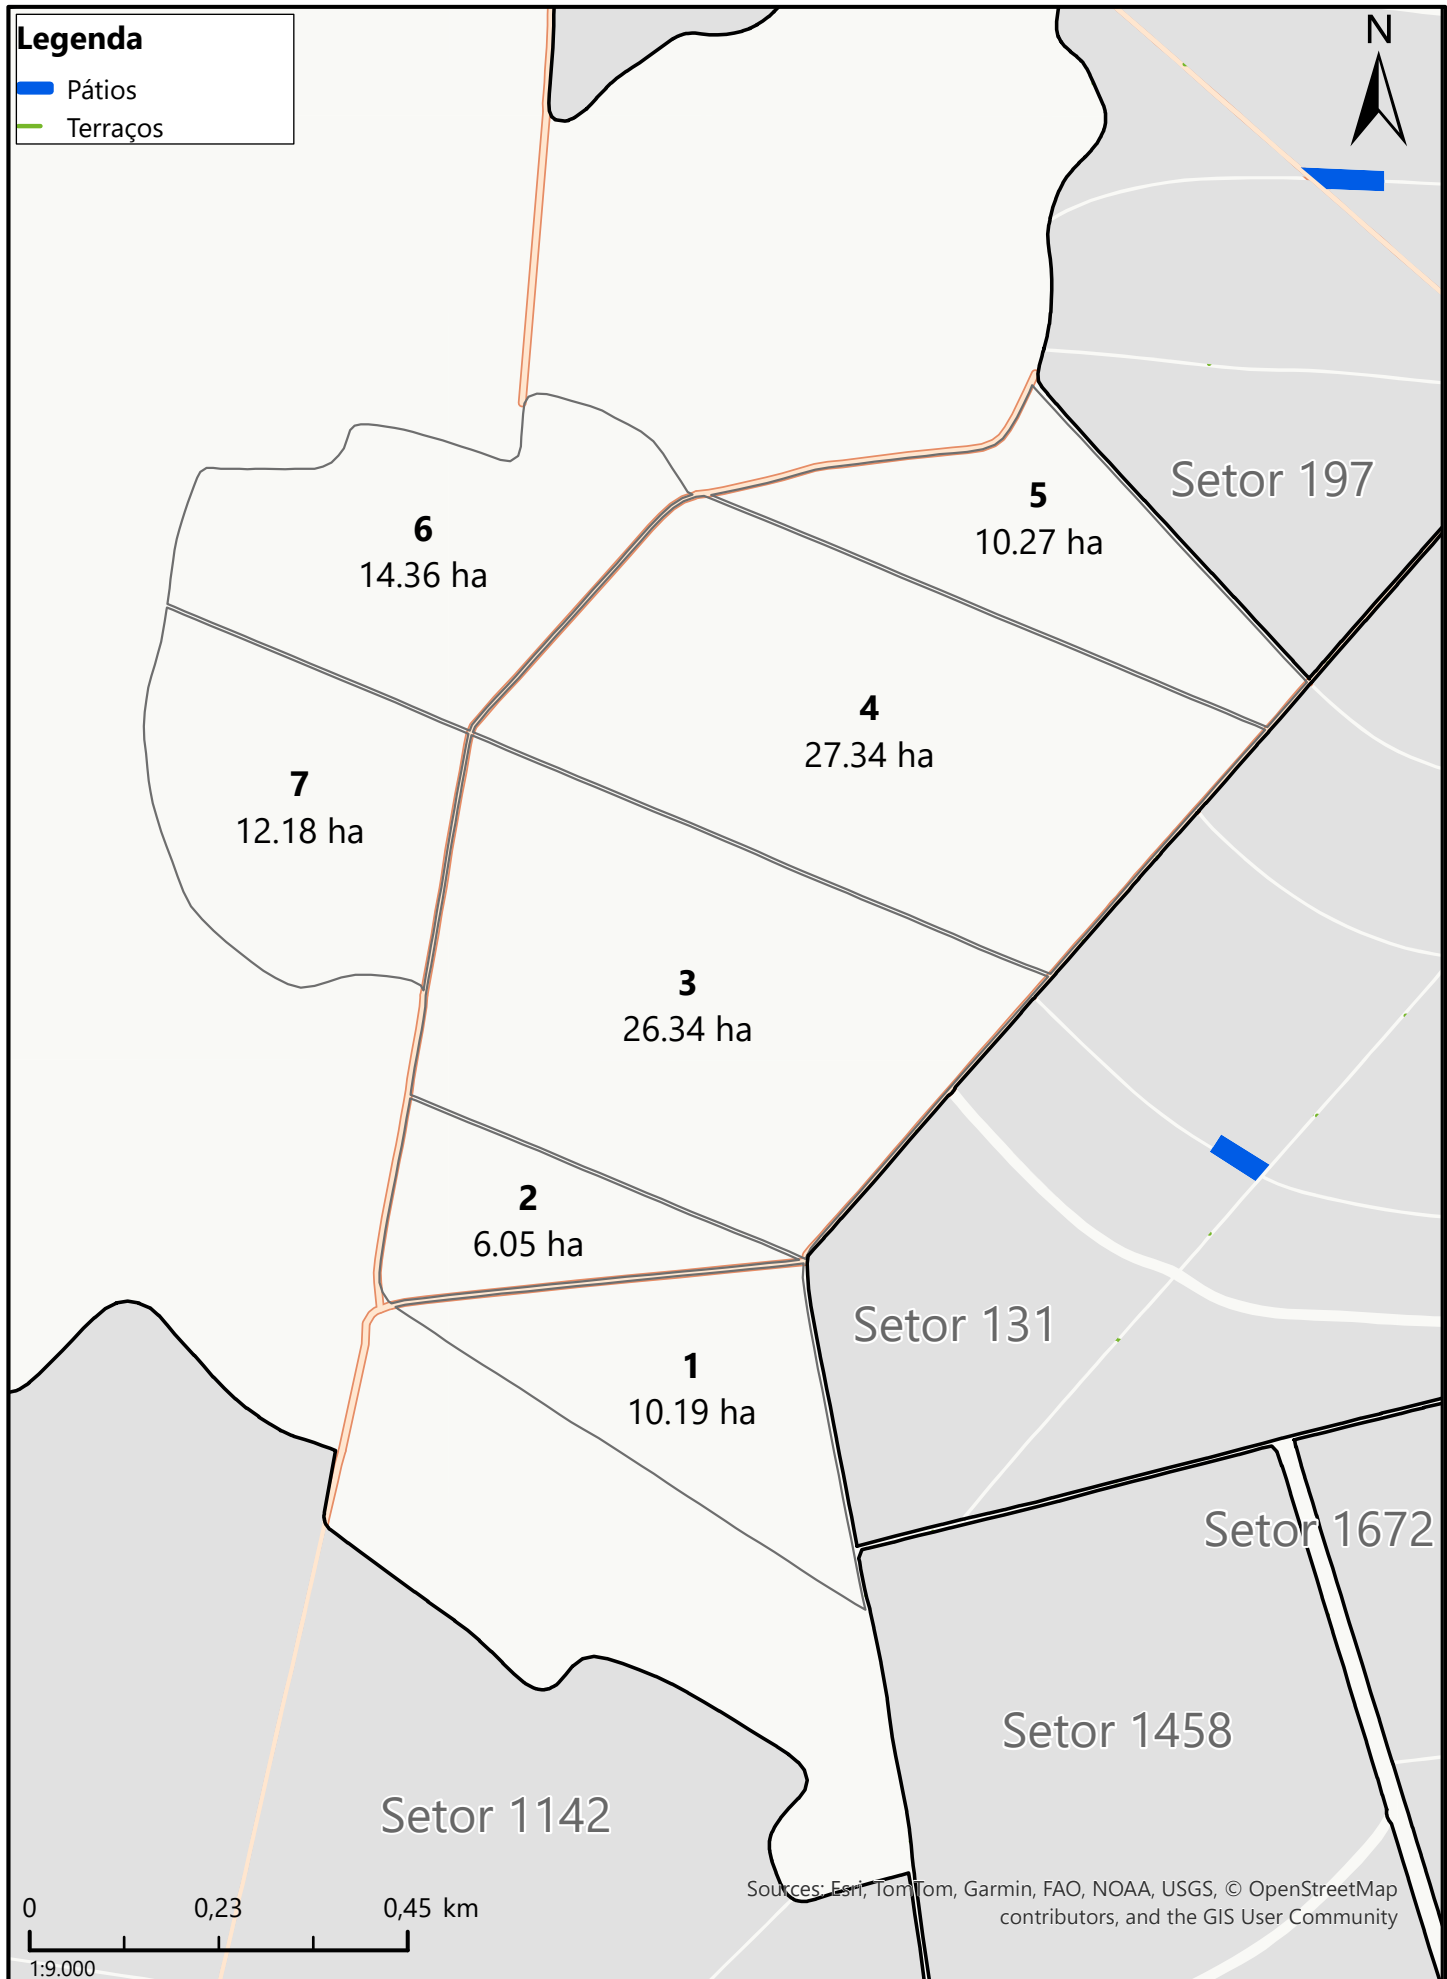 Legenda
Pátios
Terraços
N
Setor 197
5
10.27 ha
6
14.36 ha
4
27.34 ha
7
12.18 ha
3
26.34 ha
2
6.05 ha
Setor 131
1
10.19 ha
Setor 1672
Setor 1458
Setor 1142
0 0,23 0,45 km
1:9.000
Sources: Esri, TomTom, Garmin, FAO, NOAA, USGS, © OpenStreetMap
contributors, and the GIS User Community